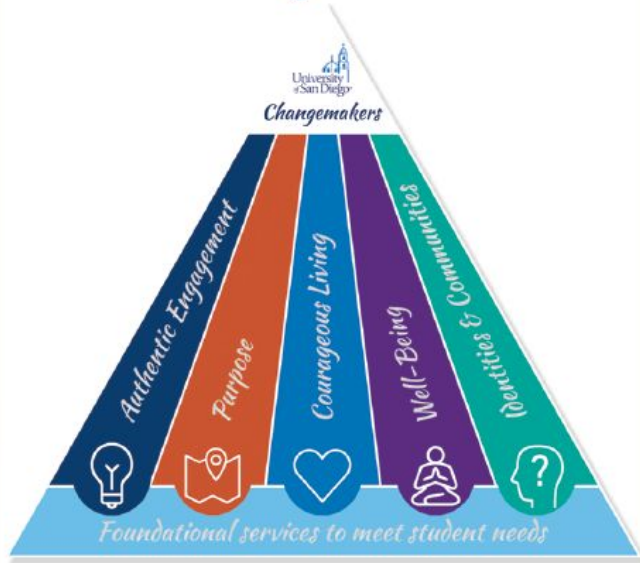 University
of San Diego
Changemakers
Authentic Engagement
Purpose
Courageous Living
Well-Being
Identities & Communities
?
Foundational services to meet student needs